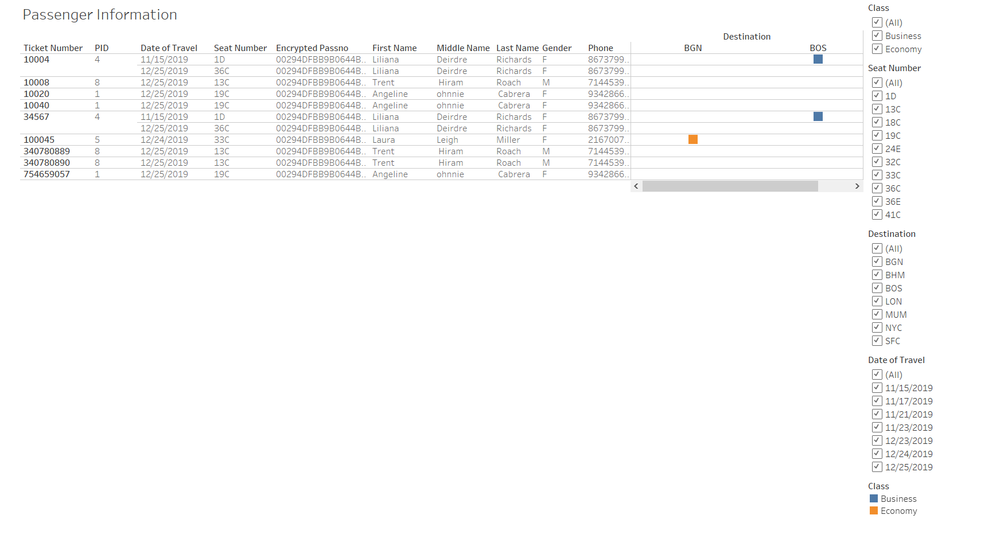 Passenger Information
Destination
Ticket Number PID Date of Travel Seat Number Encrypted Passno First Name Middle Name Last Name Gender Phone BGN BOS
10004 4 11/15/2019 1D 00294DFBB9B0644B.. Liliana Deirdre Richards F 8673799..
12/25/2019 36C 00294DFBB9B0644B.. Liliana Deirdre Richards F 8673799..
10008 8 12/25/2019 13C 00294DFBB9B0644B.. Trent Hiram Roach M 7144539..
10020 1 12/25/2019 19C 00294DFBB9B0644B.. Angeline ohnnie Cabrera F 9342866..
10040 1 12/25/2019 19C 00294DFBB9B0644B.. Angeline ohnnie Cabrera F 9342866..
34567 4 11/15/2019 1D 00294DFBB9B0644B.. Liliana Deirdre Richards F 8673799..
12/25/2019 36C 00294DFBB9B0644B.. Liliana Deirdre Richards F 8673799..
100045 5 12/24/2019 33C 00294DFBB9B0644B.. Laura Leigh Miller F 2167007..
340780889 8 12/25/2019 13C 00294DFBB9B0644B.. Trent Hiram Roach M 7144539..
340780890 8 12/25/2019 13C 00294DFBB9B0644B.. Trent Hiram Roach M 7144539..
754659057 1 12/25/2019 19C 00294DFBB9B0644B.. Angeline ohnnie Cabrera F 9342866..
Class
(All)
Business
Economy
Seat Number
(All)
1D
13C
18C
19C
24E
32C
33C
36C
36E
41C
Destination
(All)
BGN
BHM
BOS
LON
MUM
NYC
SFC
Date of Travel
(All)
11/15/2019
11/17/2019
11/21/2019
11/23/2019
12/23/2019
12/24/2019
12/25/2019
Class
Business
Economy